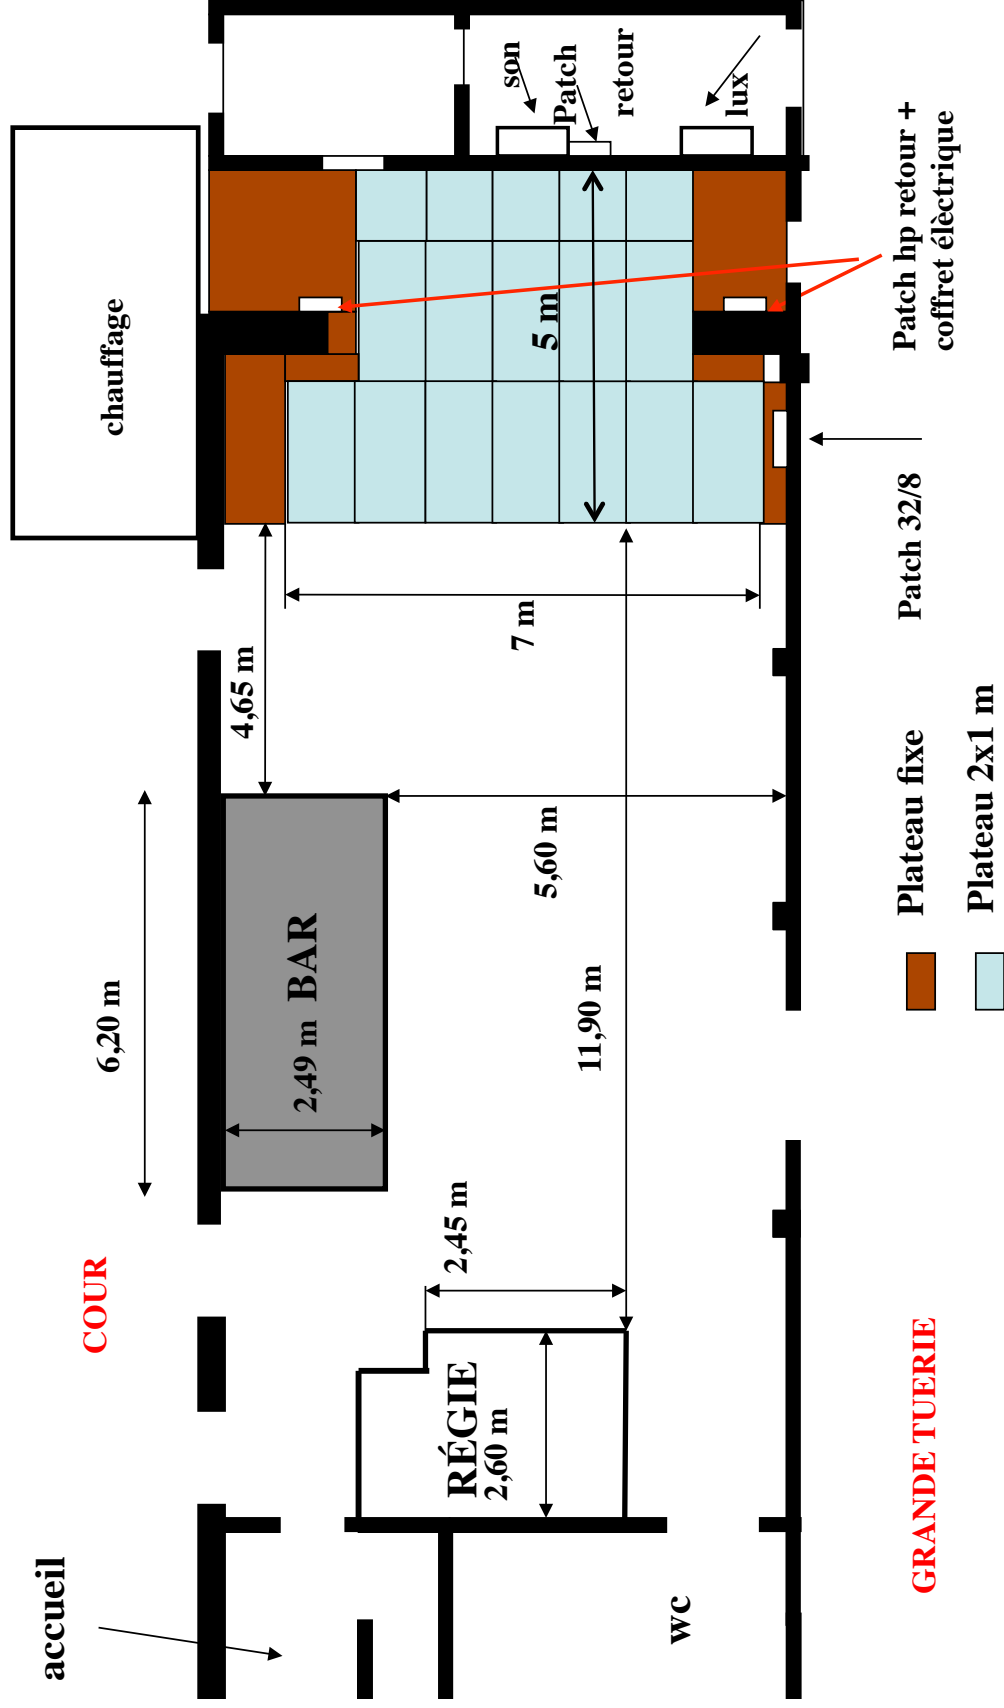 accueil
COUR
6,20 m
chauffage
4,65 m
2,49 m BAR
RÉGIE
2,60 m
2,45 m
11,90 m
5,60 m
7 m
5 m
son
Patch
retour
lux
wc
GRANDE TUERIE
Plateau fixe
Plateau 2x1 m
Patch 32/8
Patch hp retour +
coffret élèctrique